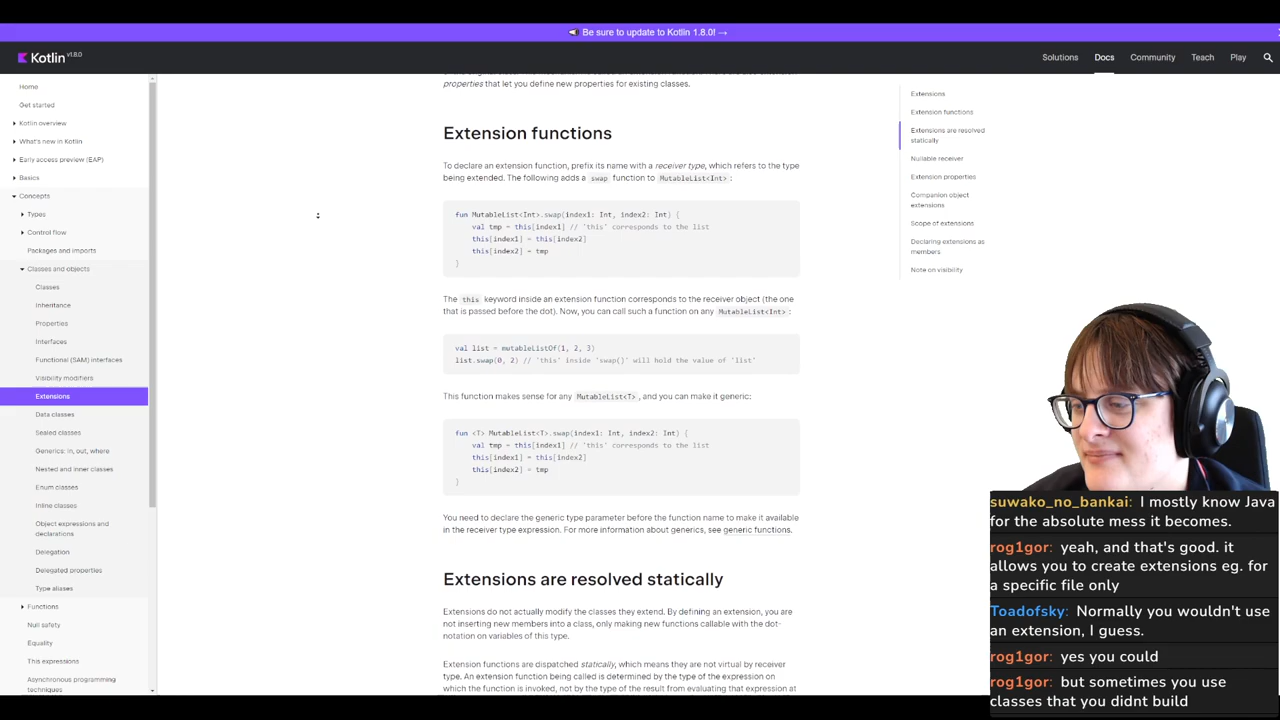 Be sure to update to Kotlin 1.8.0! →
Kotlin v1.8.0
Solutions
Docs
Community
Teach
Play
Home
Get started
Kotlin overview
What's new in Kotlin
Early access preview (EAP)
Basics
Concepts
Types
Control flow
Packages and imports
Classes and objects
Classes
Inheritance
Properties
Interfaces
Functional (SAM) interfaces
Visibility modifiers
Extensions
Data classes
Sealed classes
Generics: in, out, where
Nested and inner classes
Enum classes
Inline classes
Object expressions and
declarations
Delegation
Delegated properties
Type aliases
Functions
Null safety
Equality
This expressions
Asynchronous programming
techniques
properties that let you define new properties for existing classes.
Extension functions
To declare an extension function, prefix its name with a receiver type, which refers to the type
being extended. The following adds a swap function to MutableList<Int>:
fun MutableList<Int>.swap(index1: Int, index2: Int) {
val tmp = this[index1] // 'this' corresponds to the list
this[index1] = this[index2]
this[index2] = tmp
}
The this keyword inside an extension function corresponds to the receiver object (the one
that is passed before the dot). Now, you can call such a function on any MutableList<Int>:
val list = mutableListOf(1, 2, 3)
list.swap(0, 2) // 'this' inside 'swap()' will hold the value of 'list'
This function makes sense for any MutableList<T>, and you can make it generic:
fun <T> MutableList<T>.swap(index1: Int, index2: Int) {
val tmp = this[index1] // 'this' corresponds to the list
this[index1] = this[index2]
this[index2] = tmp
}
You need to declare the generic type parameter before the function name to make it available
in the receiver type expression. For more information about generics, see generic functions.
Extensions are resolved statically
Extensions do not actually modify the classes they extend. By defining an extension, you are
not inserting new members into a class, only making new functions callable with the dot-
notation on variables of this type.
Extension functions are dispatched statically, which means they are not virtual by receiver
type. An extension function being called is determined by the type of the expression on
which the function is invoked, not by the type of the result from evaluating that expression at
Extensions
Extension functions
Extensions are resolved
statically
Nullable receiver
Extension properties
Companion object
extensions
Scope of extensions
Declaring extensions as
members
Note on visibility
suwako_no_bankai: I mostly know Java
for the absolute mess it becomes.
rog1gor: yeah, and that's good. it
allows you to create extensions eg. for
a specific file only
Toadofsky: Normally you wouldn't use
an extension, I guess.
rog1gor: yes you could
rog1gor: but sometimes you use
classes that you didnt build